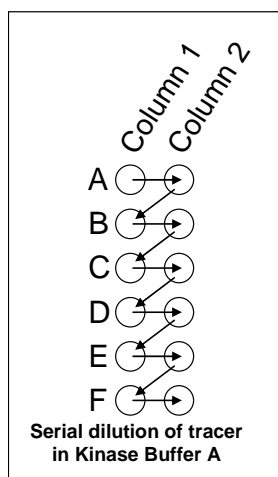 Column 1
Column 2
A
B
C
D
E
F
Serial dilution of tracer
in Kinase Buffer A